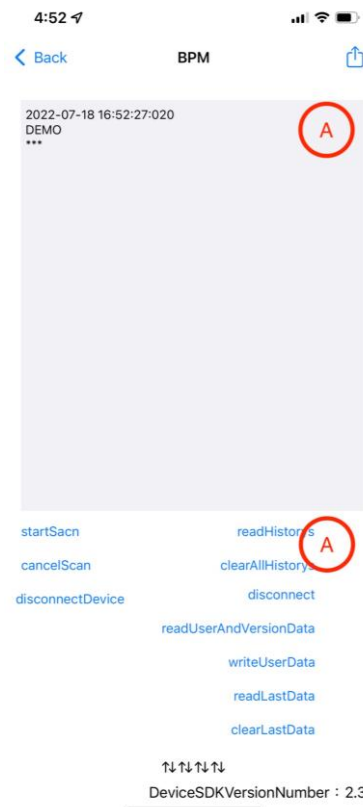 4:52
Back BPM
2022-07-18 16:52:27:020
DEMO
***
A
startSacn readHistorys
A
cancelScan clearAllHistorys
disconnectDevice disconnect
readUserAndVersionData
writeUserData
readLastData
clearLastData
↑↓↑↓↑↓↑↓
DeviceSDKVersionNumber：2.3